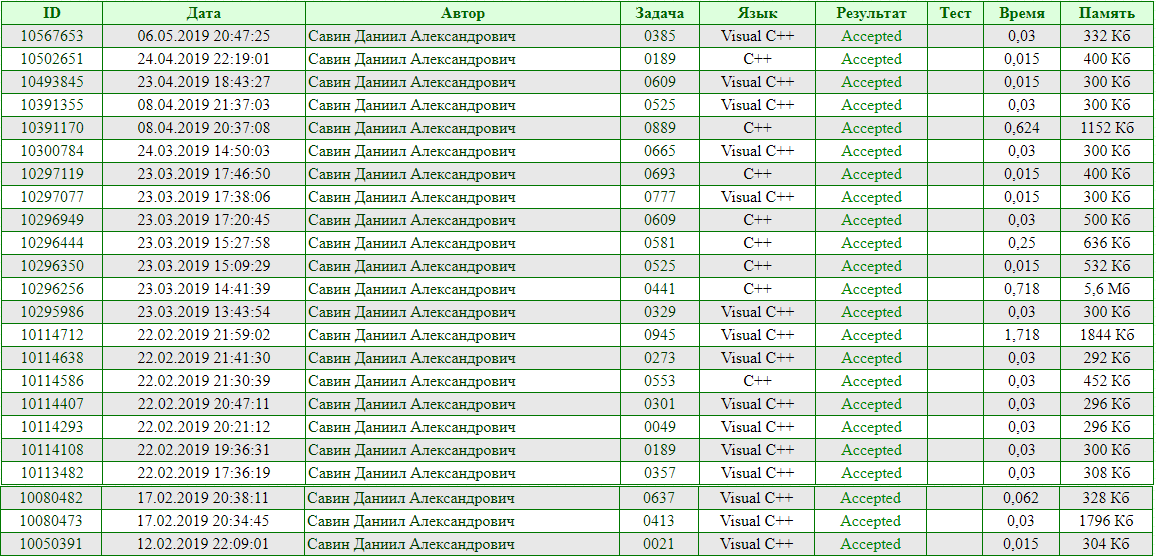 ID Дата Автор Задача Язык Результат Тест Время Память
10567653 06.05.2019 20:47:25 Савин Даниил Александрович 0385 Visual C++ Accepted 0,03 332 Кб
10502651 24.04.2019 22:19:01 Савин Даниил Александрович 0189 C++ Accepted 0,015 400 Кб
10493845 23.04.2019 18:43:27 Савин Даниил Александрович 0609 Visual C++ Accepted 0,015 300 Кб
10391355 08.04.2019 21:37:03 Савин Даниил Александрович 0525 Visual C++ Accepted 0,03 300 Кб
10391170 08.04.2019 20:37:08 Савин Даниил Александрович 0889 C++ Accepted 0,624 1152 Кб
10300784 24.03.2019 14:50:03 Савин Даниил Александрович 0665 Visual C++ Accepted 0,03 300 Кб
10297119 23.03.2019 17:46:50 Савин Даниил Александрович 0693 C++ Accepted 0,015 400 Кб
10297077 23.03.2019 17:38:06 Савин Даниил Александрович 0777 Visual C++ Accepted 0,015 300 Кб
10296949 23.03.2019 17:20:45 Савин Даниил Александрович 0609 C++ Accepted 0,03 500 Кб
10296444 23.03.2019 15:27:58 Савин Даниил Александрович 0581 C++ Accepted 0,25 636 Кб
10296350 23.03.2019 15:09:29 Савин Даниил Александрович 0525 C++ Accepted 0,015 532 Кб
10296256 23.03.2019 14:41:39 Савин Даниил Александрович 0441 C++ Accepted 0,718 5,6 Мб
10295986 23.03.2019 13:43:54 Савин Даниил Александрович 0329 Visual C++ Accepted 0,03 300 Кб
10114712 22.02.2019 21:59:02 Савин Даниил Александрович 0945 Visual C++ Accepted 1,718 1844 Кб
10114638 22.02.2019 21:41:30 Савин Даниил Александрович 0273 Visual C++ Accepted 0,03 292 Кб
10114586 22.02.2019 21:30:39 Савин Даниил Александрович 0553 C++ Accepted 0,03 452 Кб
10114407 22.02.2019 20:47:11 Савин Даниил Александрович 0301 Visual C++ Accepted 0,03 296 Кб
10114293 22.02.2019 20:21:12 Савин Даниил Александрович 0049 Visual C++ Accepted 0,03 296 Кб
10114108 22.02.2019 19:36:31 Савин Даниил Александрович 0189 Visual C++ Accepted 0,03 300 Кб
10113482 22.02.2019 17:36:19 Савин Даниил Александрович 0357 Visual C++ Accepted 0,03 308 Кб
10080482 17.02.2019 20:38:11 Савин Даниил Александрович 0637 Visual C++ Accepted 0,062 328 Кб
10080473 17.02.2019 20:34:45 Савин Даниил Александрович 0413 Visual C++ Accepted 0,03 1796 Кб
10050391 12.02.2019 22:09:01 Савин Даниил Александрович 0021 Visual C++ Accepted 0,015 304 Кб